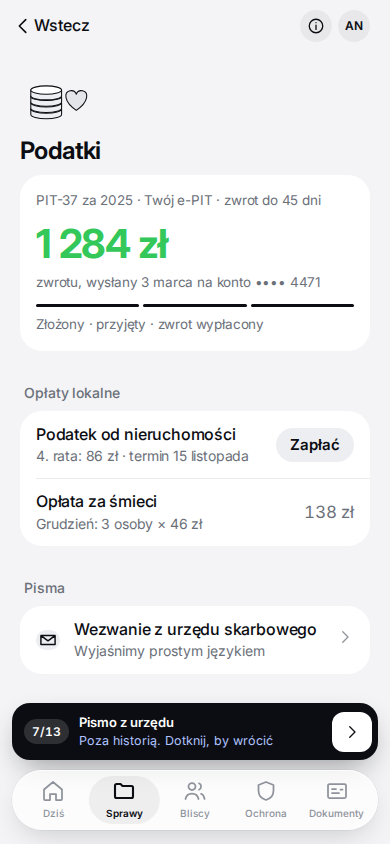 Wstecz
AN
Podatki
PIT-37 za 2025 · Twój e-PIT · zwrot do 45 dni
1 284 zł
zwrotu, wysłany 3 marca na konto •••• 4471
Złożony · przyjęty · zwrot wypłacony
Opłaty lokalne
Podatek od nieruchomości
4. rata: 86 zł · termin 15 listopada
Zapłać
Opłata za śmieci
Grudzień: 3 osoby × 46 zł
138 zł
Pisma
Wezwanie z urzędu skarbowego
Wyjaśnimy prostym językiem
7/13
Pismo z urzędu
Poza historią. Dotknij, by wrócić
Dziś
Sprawy
Bliscy
Ochrona
Dokumenty